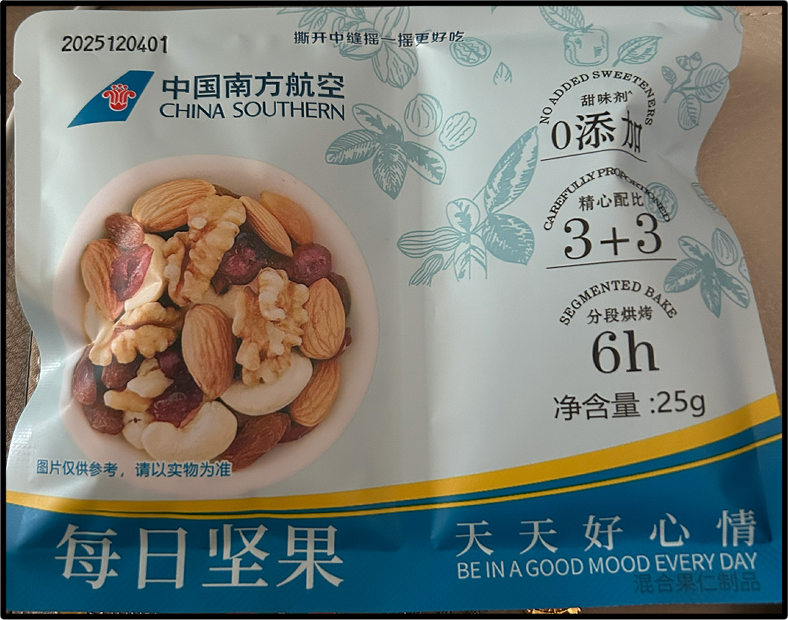 2025120401
撕开中缝摇一摇更好吃
中国南方航空
CHINA SOUTHERN
NO ADDED SWEETENERS
甜味剂*
0添加
CAREFULLY PROPORTIONED
精心配比
3+3
SEGMENTED BAKE
分段烘烤
6h
净含量:25g
图片仅供参考，请以实物为准
每日坚果
天天好心情
BE IN A GOOD MOOD EVERY DAY
混合果仁制品